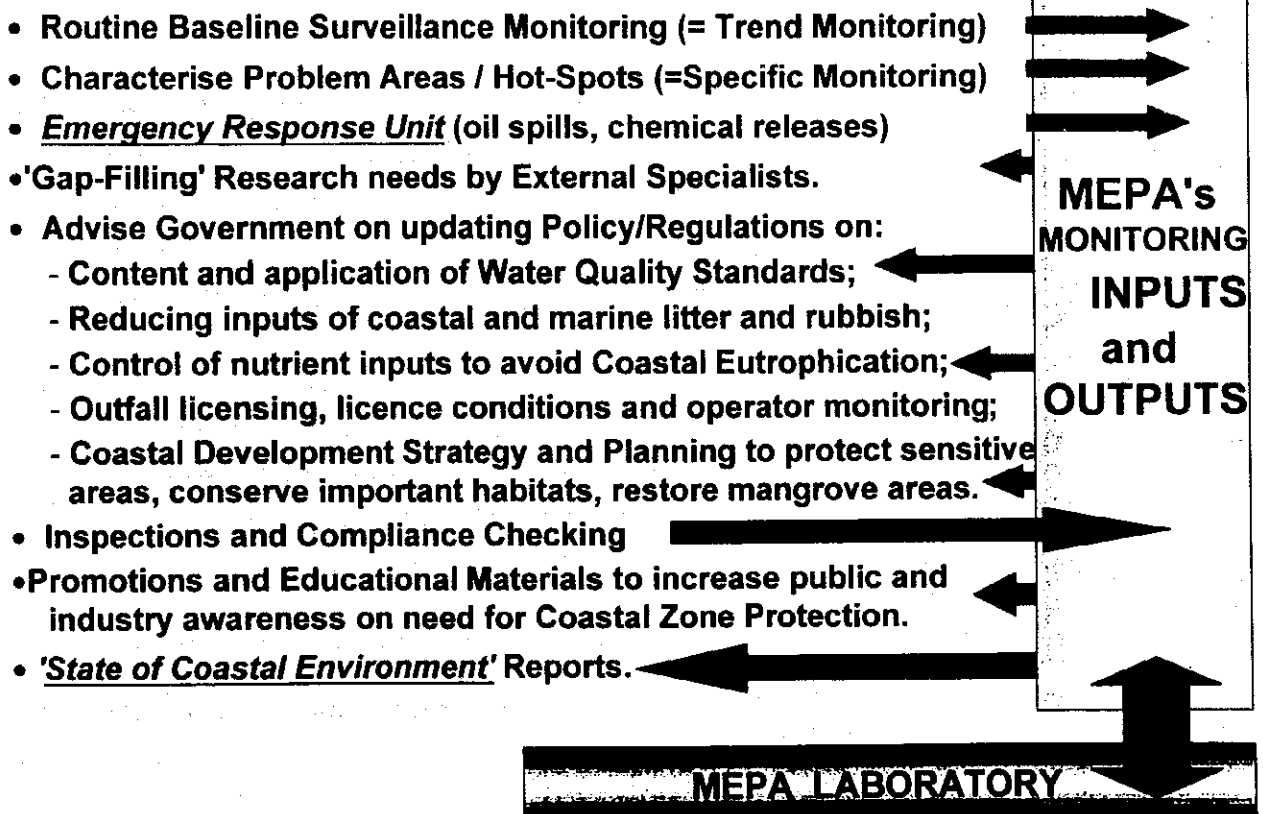 • Routine Baseline Surveillance Monitoring (= Trend Monitoring)
• Characterise Problem Areas / Hot-Spots (=Specific Monitoring)
• Emergency Response Unit (oil spills, chemical releases)
•'Gap-Filling' Research needs by External Specialists.
• Advise Government on updating Policy/Regulations on:
- Content and application of Water Quality Standards;
- Reducing inputs of coastal and marine litter and rubbish;
- Control of nutrient inputs to avoid Coastal Eutrophication;
- Outfall licensing, licence conditions and operator monitoring;
- Coastal Development Strategy and Planning to protect sensitive
areas, conserve important habitats, restore mangrove areas.
• Inspections and Compliance Checking
•Promotions and Educational Materials to increase public and
industry awareness on need for Coastal Zone Protection.
• 'State of Coastal Environment' Reports.
MEPA's
MONITORING
INPUTS
and
OUTPUTS
MEPA LABORATORY